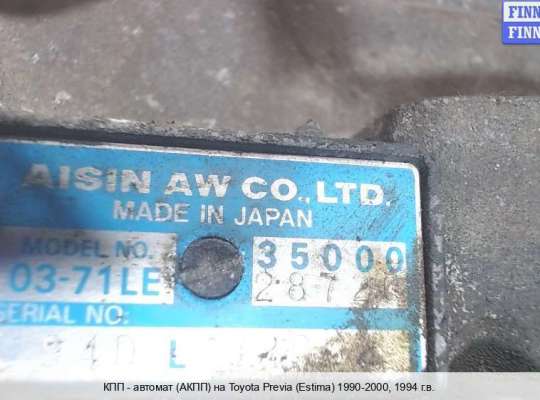 FINN
FINN
AISIN AW CO., LTD.
MADE IN JAPAN
MODEL NO. 35000
03-71LE
SERIAL NO:
L
КПП - автомат (АКПП) на Toyota Previa (Estima) 1990-2000, 1994 г.в.